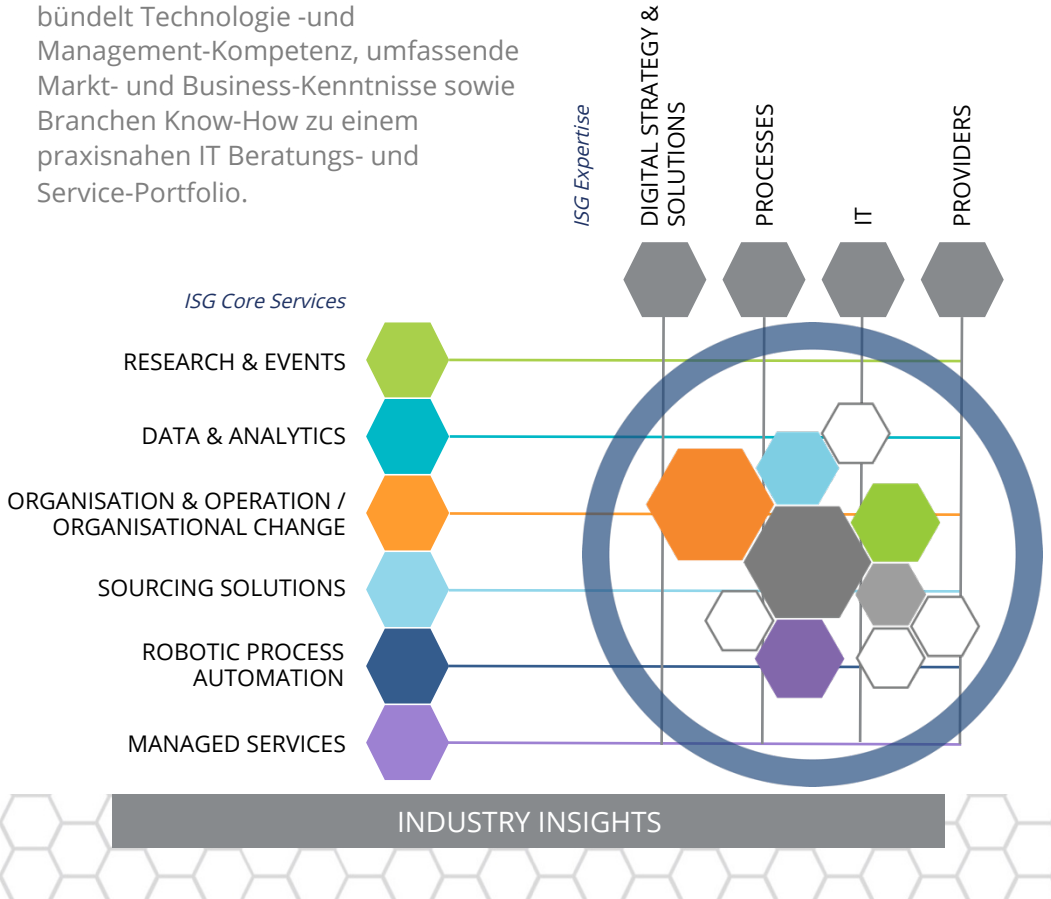 bündelt Technologie -und
Management-Kompetenz, umfassende
Markt- und Business-Kenntnisse sowie
Branchen Know-How zu einem
praxisnahen IT Beratungs- und
Service-Portfolio.
ISG Expertise
DIGITAL STRATEGY &
SOLUTIONS
PROCESSES
IT
PROVIDERS
ISG Core Services
RESEARCH & EVENTS
DATA & ANALYTICS
ORGANISATION & OPERATION /
ORGANISATIONAL CHANGE
SOURCING SOLUTIONS
ROBOTIC PROCESS
AUTOMATION
MANAGED SERVICES
INDUSTRY INSIGHTS